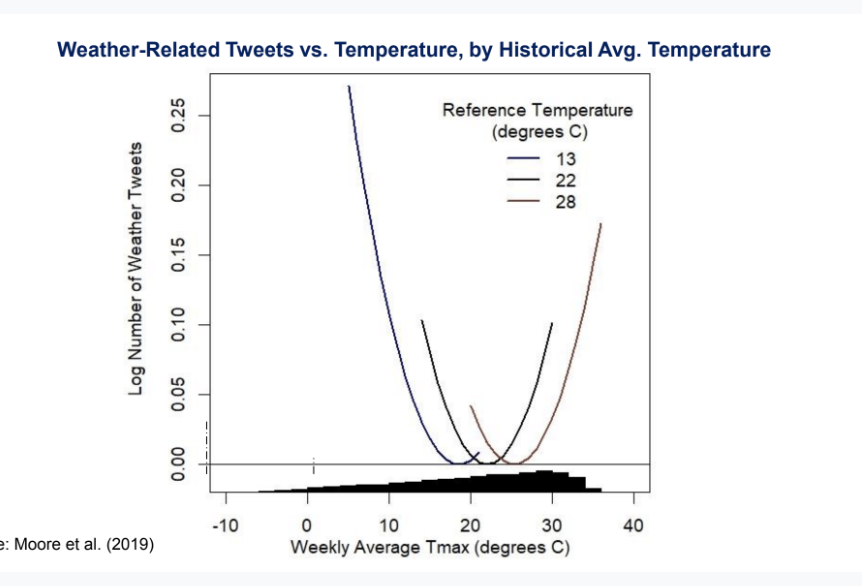 Weather-Related Tweets vs. Temperature, by Historical Avg. Temperature
Log Number of Weather Tweets
0.25
0.20
0.15
0.10
0.05
0.00
Reference Temperature
(degrees C)
13
22
28
-10 0 10 20 30 40
Weekly Average Tmax (degrees C)
e: Moore et al. (2019)